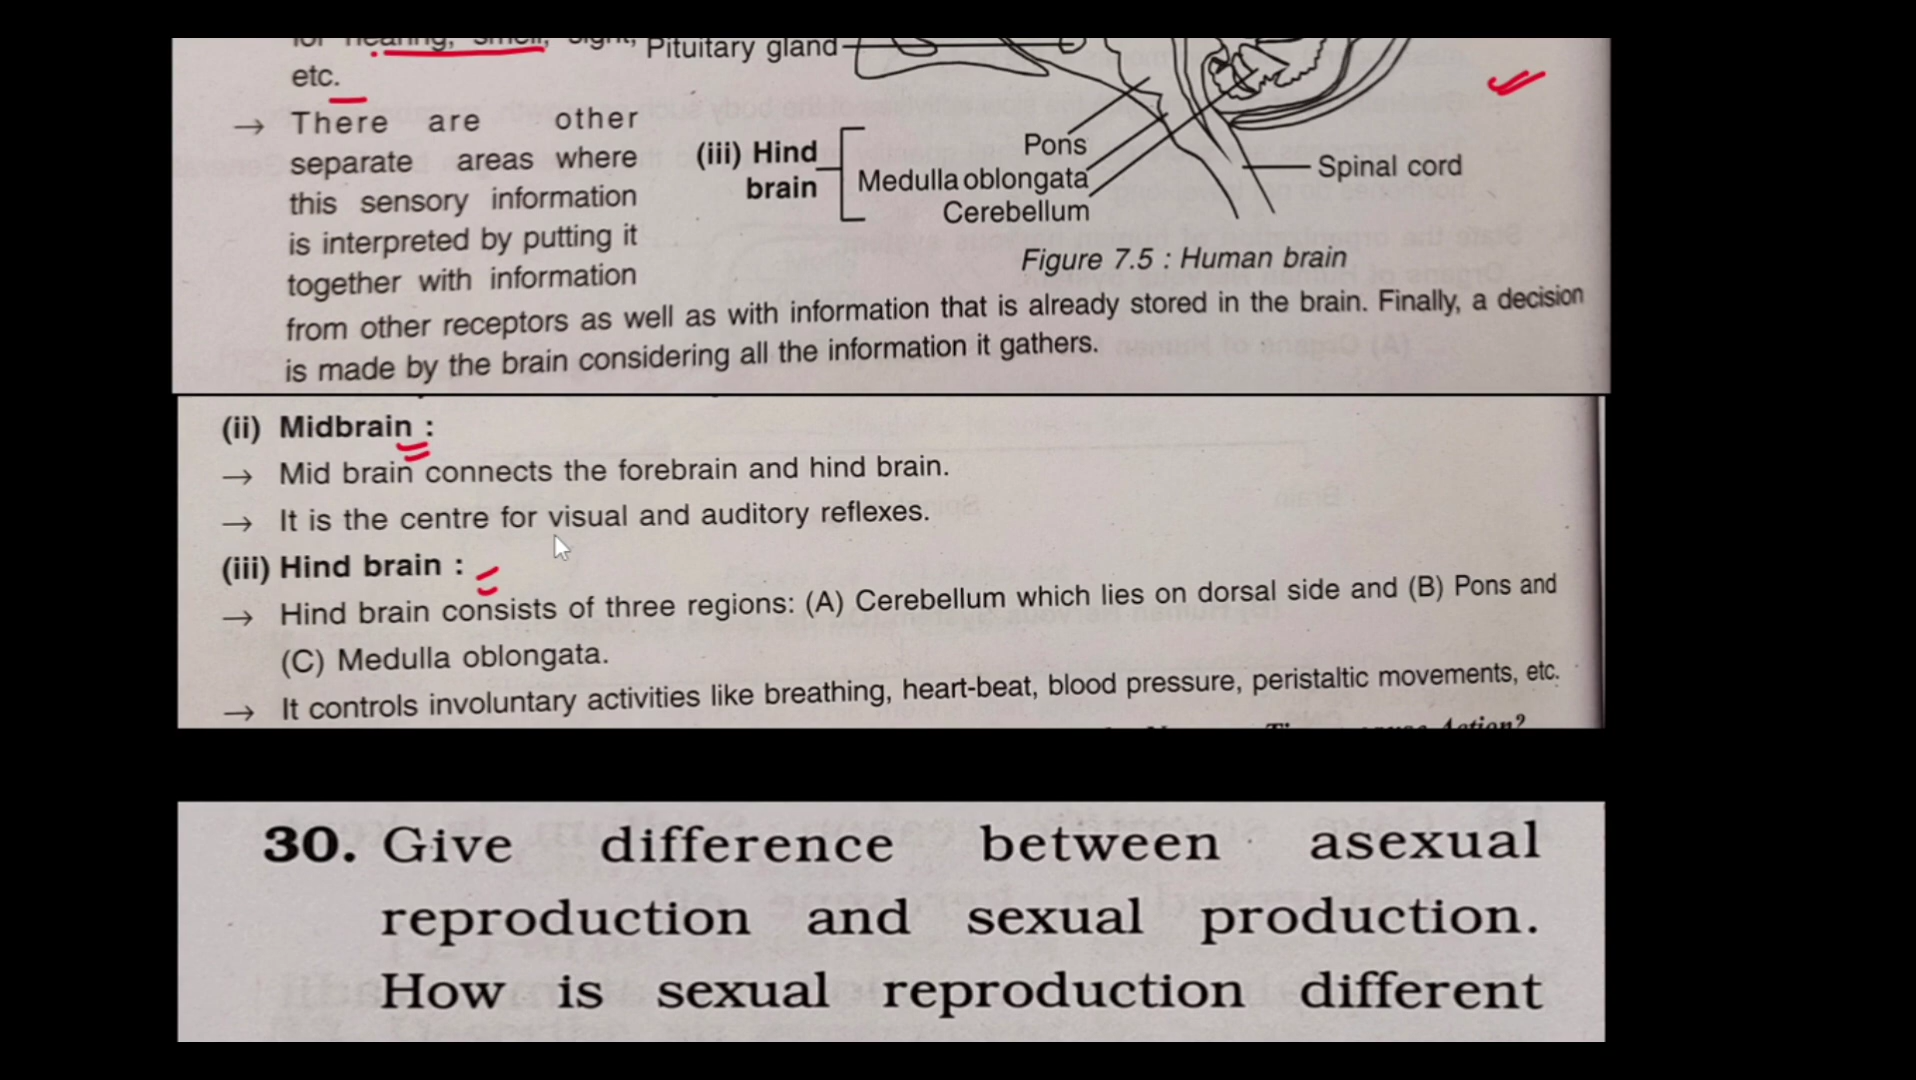 for hearing, smell, sight,
etc.
→ There are other
separate areas where
this sensory information
is interpreted by putting it
together with information
from other receptors as well as with information that is already stored in the brain. Finally, a decision
is made by the brain considering all the information it gathers.
Pituitary gland
(iii) Hind
brain
Pons
Medulla oblongata
Cerebellum
Spinal cord
Figure 7.5 : Human brain
(ii) Midbrain :
→ Mid brain connects the forebrain and hind brain.
→ It is the centre for visual and auditory reflexes.
(iii) Hind brain :
→ Hind brain consists of three regions: (A) Cerebellum which lies on dorsal side and (B) Pons and
(C) Medulla oblongata.
→ It controls involuntary activities like breathing, heart-beat, blood pressure, peristaltic movements, etc.
Action?
30. Give difference between asexual
reproduction and sexual production.
How is sexual reproduction different